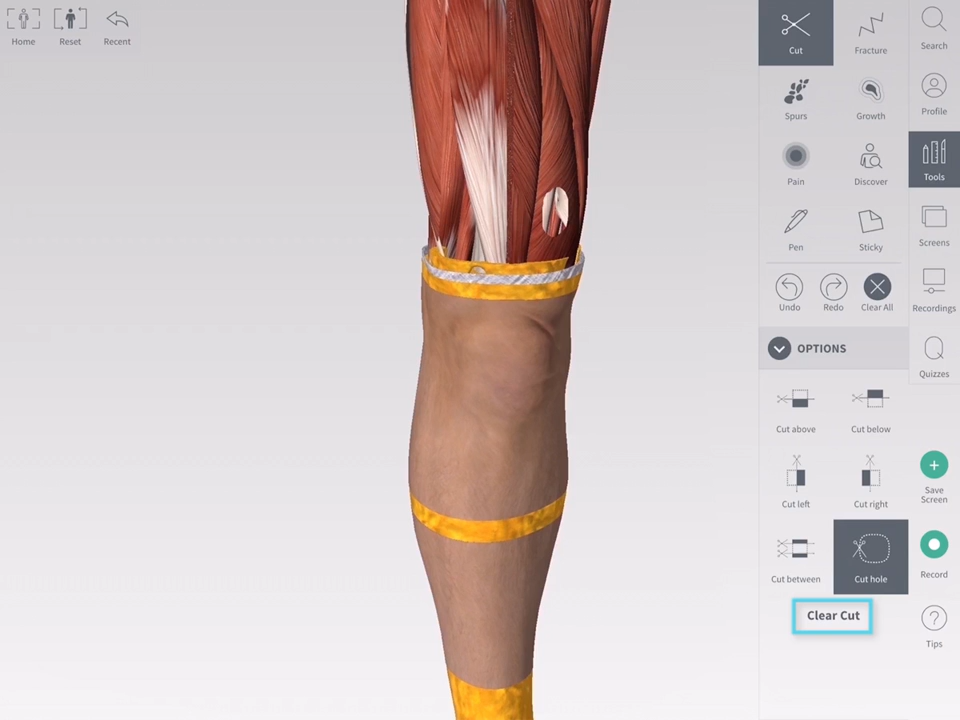 Home
Reset
Recent
Cut
Fracture
Search
Spurs
Growth
Profile
Pain
Discover
Tools
Pen
Sticky
Screens
Undo
Redo
Clear All
Recordings
OPTIONS
Quizzes
Cut above
Cut below
Cut left
Cut right
Save
Screen
Cut between
Cut hole
Record
Clear Cut
Tips